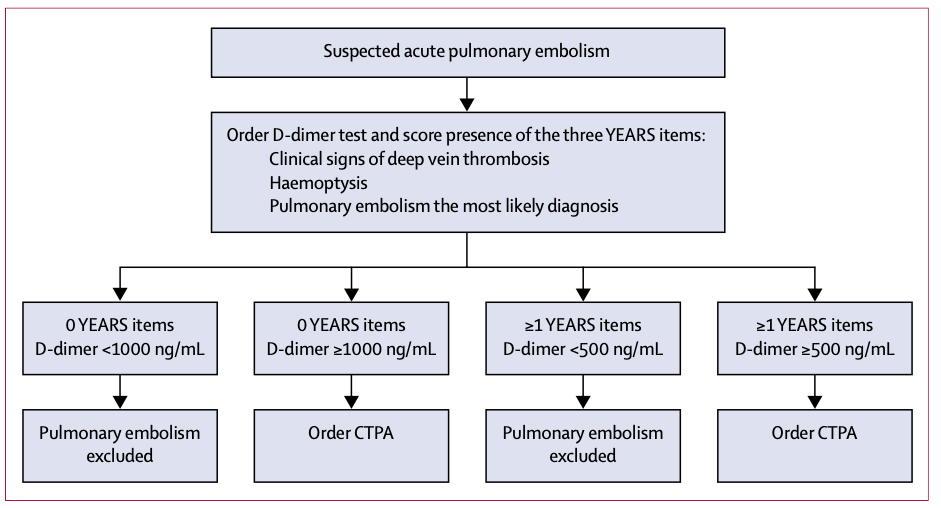 Suspected acute pulmonary embolism
Order D-dimer test and score presence of the three YEARS items:
Clinical signs of deep vein thrombosis
Haemoptysis
Pulmonary embolism the most likely diagnosis
0 YEARS items
D-dimer <1000 ng/mL
0 YEARS items
D-dimer ≥1000 ng/mL
≥1 YEARS items
D-dimer <500 ng/mL
≥1 YEARS items
D-dimer ≥500 ng/mL
Pulmonary embolism
excluded
Order CTPA
Pulmonary embolism
excluded
Order CTPA